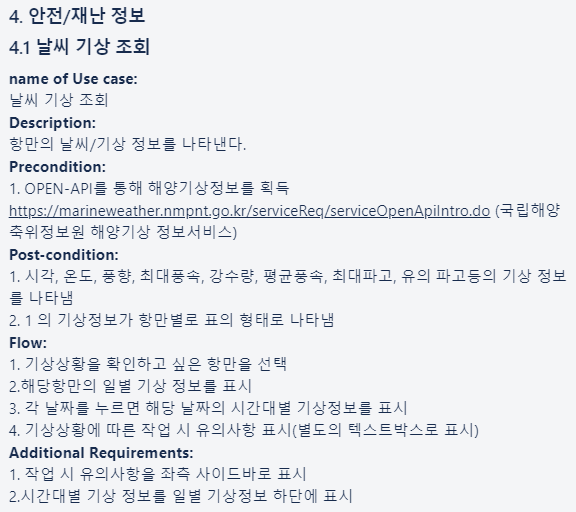 4. 안전/재난 정보
4.1 날씨 기상 조회
name of Use case:
날씨 기상 조회
Description:
항만의 날씨/기상 정보를 나타낸다.
Precondition:
1. OPEN-API를 통해 해양기상정보를 획득
https://marineweather.nmpnt.go.kr/serviceReq/serviceOpenApiIntro.do (국립해양
축위정보원 해양기상 정보서비스)
Post-condition:
1. 시각, 온도, 풍향, 최대풍속, 강수량, 평균풍속, 최대파고, 유의 파고등의 기상 정보
를 나타냄
2. 1 의 기상정보가 항만별로 표의 형태로 나타냄
Flow:
1. 기상상황을 확인하고 싶은 항만을 선택
2.해당항만의 일별 기상 정보를 표시
3. 각 날짜를 누르면 해당 날짜의 시간대별 기상정보를 표시
4. 기상상황에 따른 작업 시 유의사항 표시(별도의 텍스트박스로 표시)
Additional Requirements:
1. 작업 시 유의사항을 좌측 사이드바로 표시
2.시간대별 기상 정보를 일별 기상정보 하단에 표시